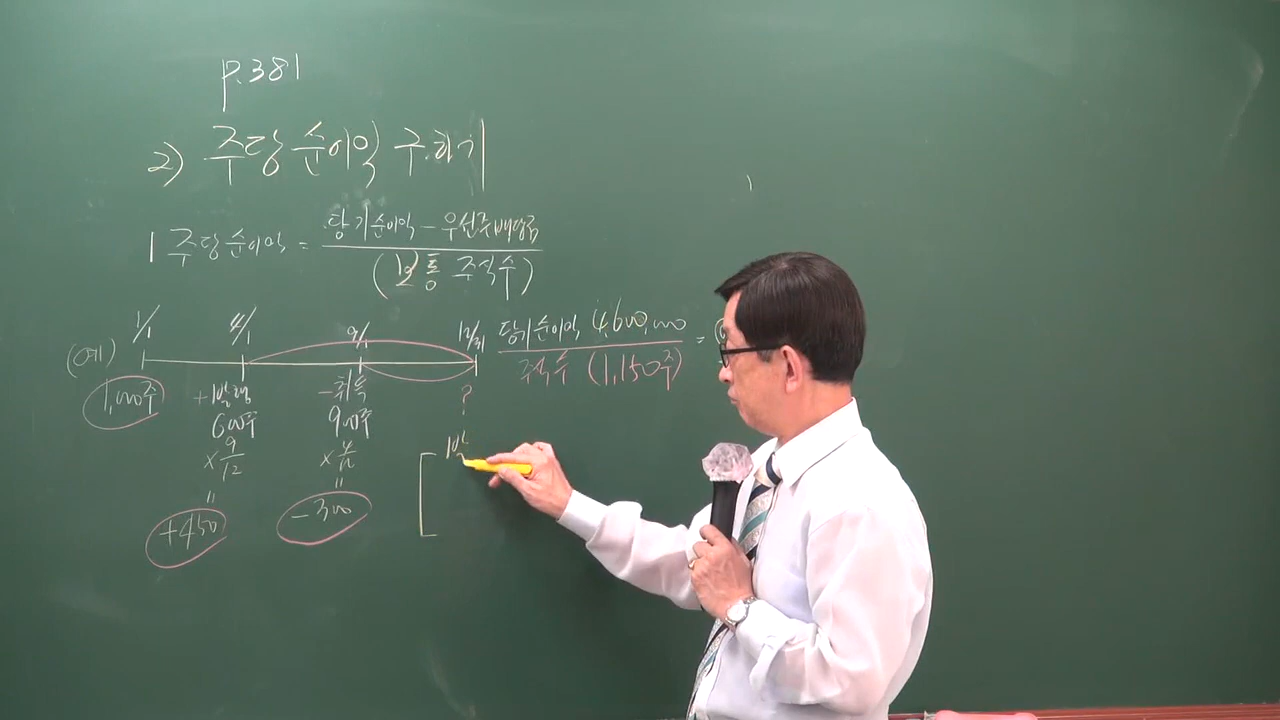 p.381
2) 주당순이익 구하기
1주당순이익 = 당기순이익 - 우선주배당금
(보통주식수)
(예) 1/1 4/1 9/1 12/31
당기순이익 4,600,000 =
주식수 (1,150주)
1,000주 +발행 -취득 ?
600주 900주
× 9/12 × 4/12
= =
+450 -300
발